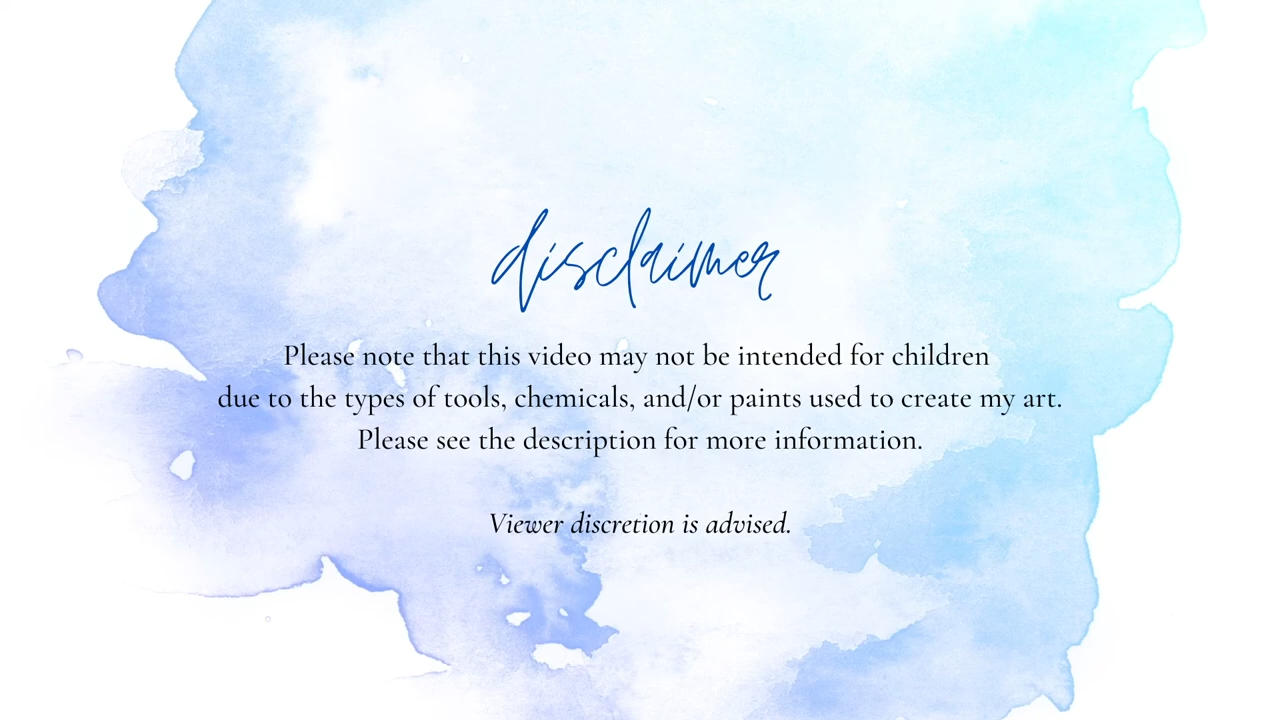 disclaimer
Please note that this video may not be intended for children
due to the types of tools, chemicals, and/or paints used to create my art.
Please see the description for more information.
Viewer discretion is advised.